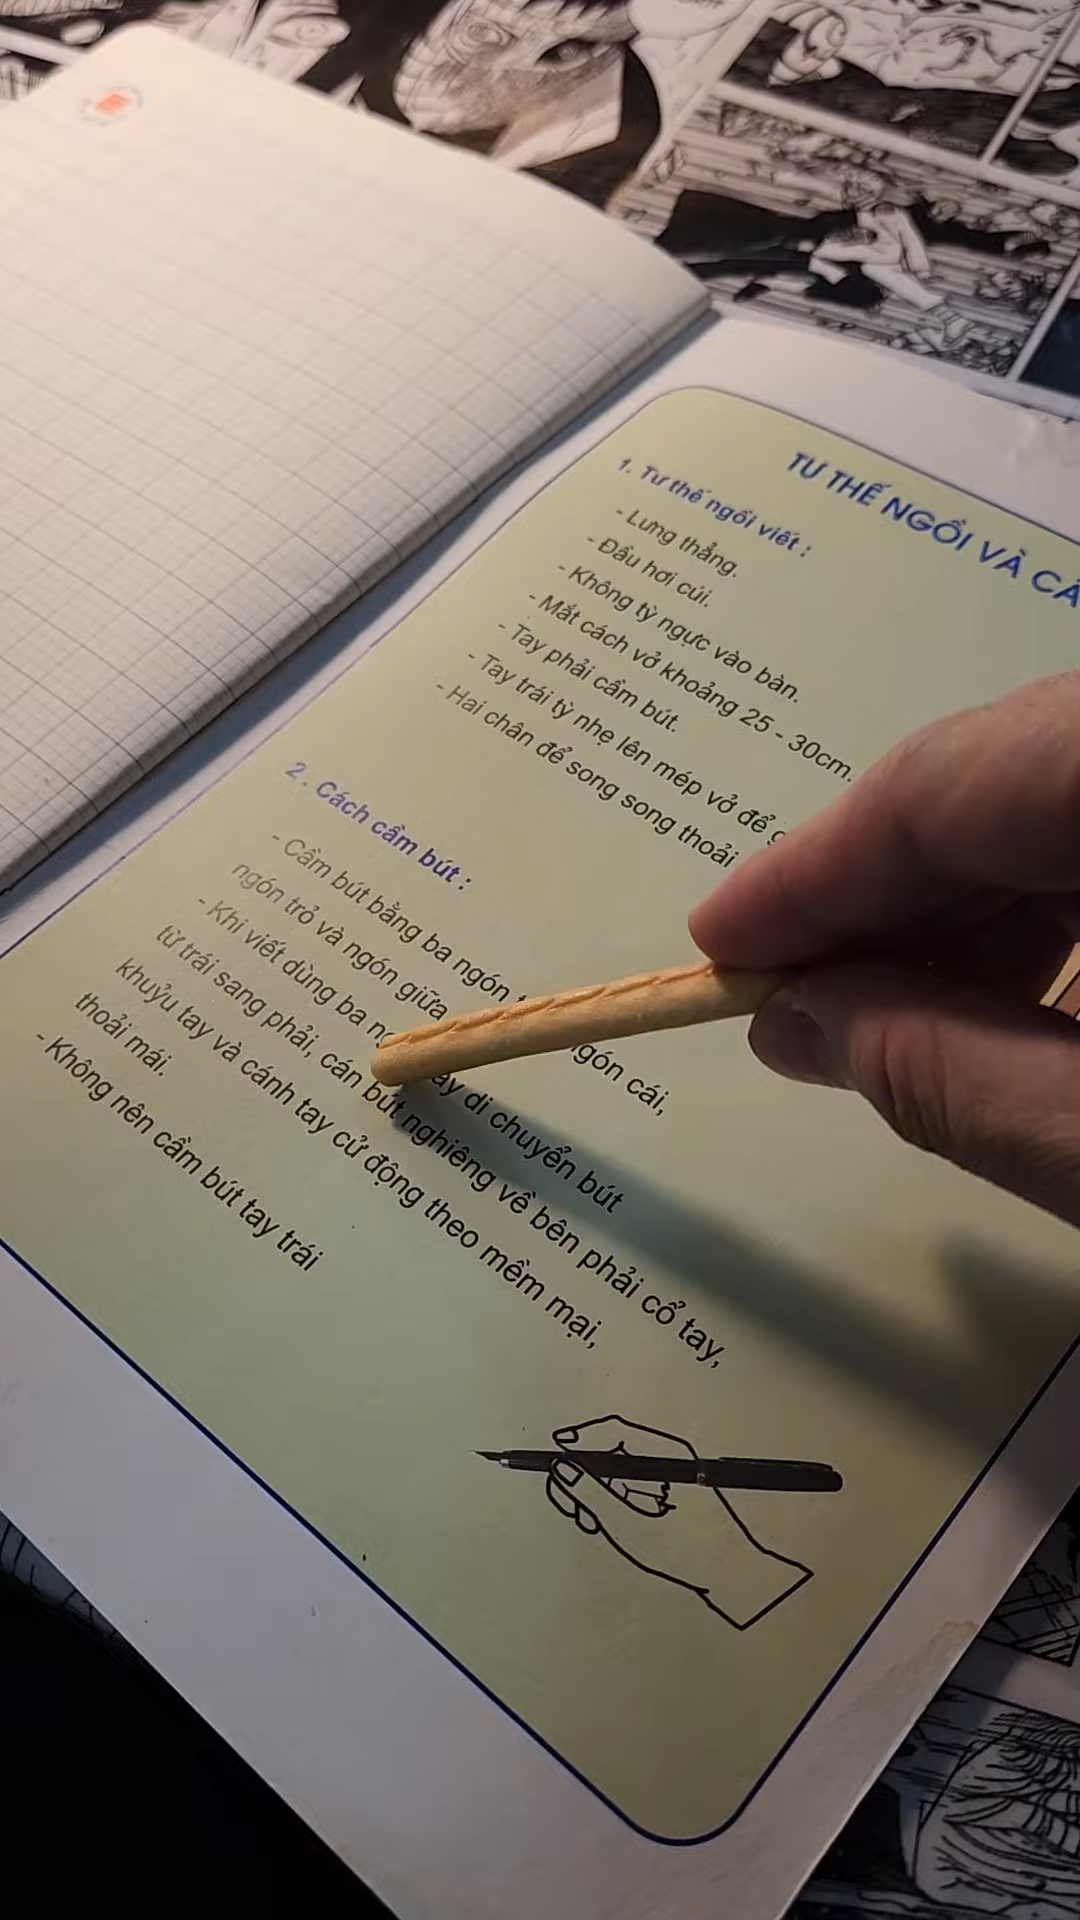 TƯ THẾ NGỒI VÀ
1. Tư thế ngồi viết :
- Lưng thẳng.
- Đầu hơi cúi.
- Không tỳ ngực vào bàn.
- Mắt cách vở khoảng 25 - 30cm.
- Tay phải cầm bút.
- Tay trái tỳ nhẹ lên mép vở để
- Hai chân để song song thoải
2 . Cách cầm bút :
- Cầm bút bằng ba ngón ngón cái,
ngón trỏ và ngón giữa
- Khi viết dùng ba di chuyển bút
từ trái sang phải, cán bút nghiêng về bên phải cổ tay,
khuỷu tay và cánh tay cử động theo mềm mại,
thoải mái.
- Không nên cầm bút tay trái